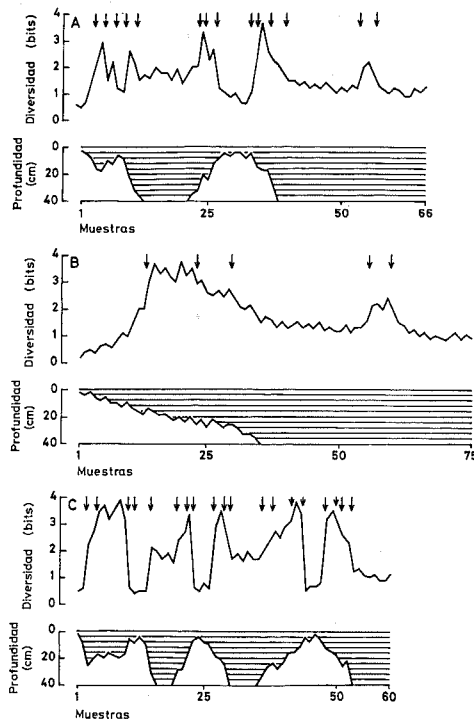 A
Diversidad (bits)
4
3
2
1
0
Profundidad (cm)
0
20
40
1 25 50 66
Muestras
B
Diversidad (bits)
4
3
2
1
0
Profundidad (cm)
0
20
40
1 25 50 75
Muestras
C
Diversidad (bits)
4
3
2
1
0
Profundidad (cm)
0
20
40
1 25 50 60
Muestras